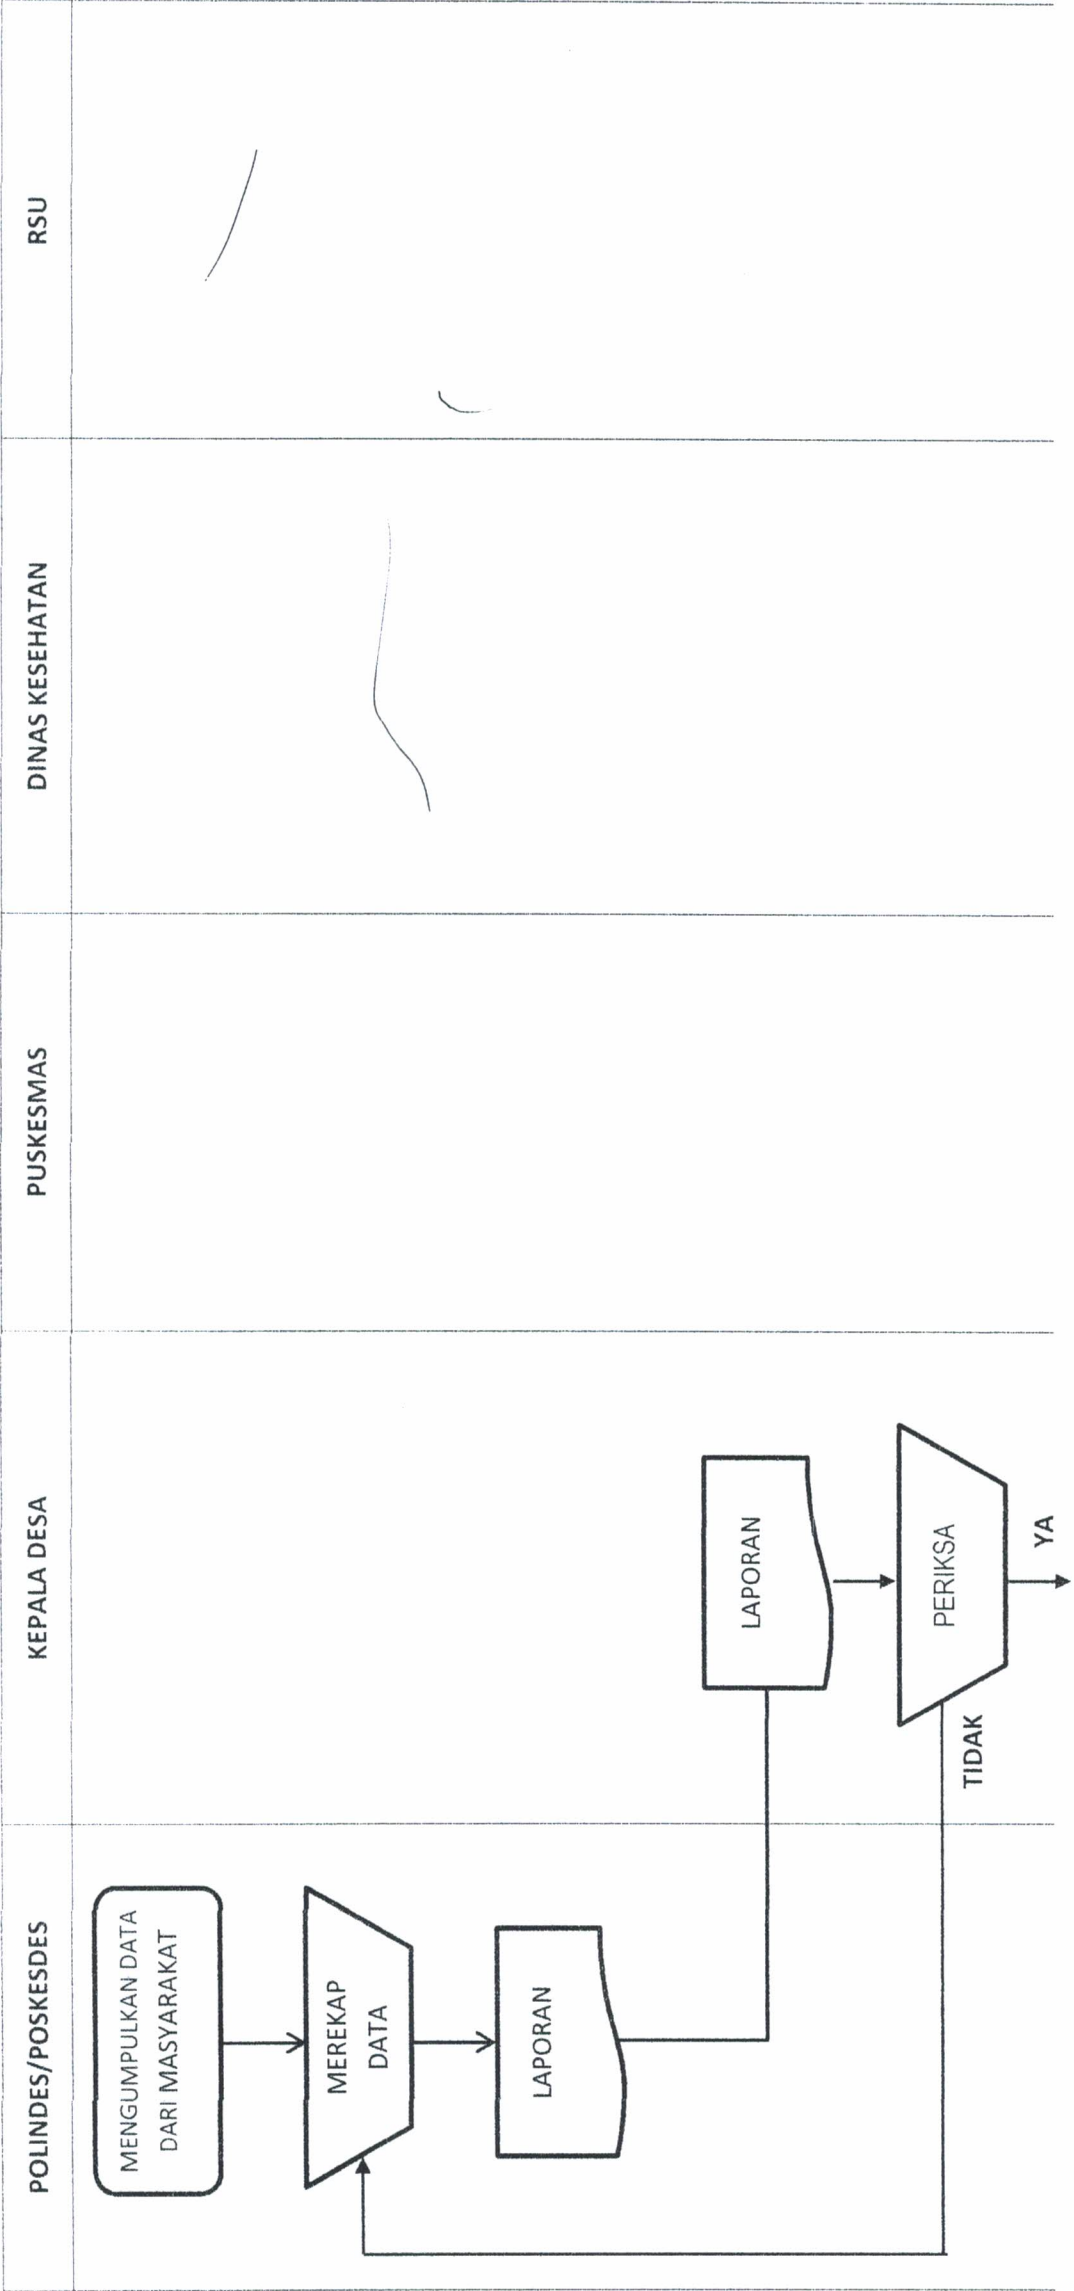 POLINDES/POSKESDES
KEPALA DESA
PUSKESMAS
DINAS KESEHATAN
RSU
MENGUMPULKAN DATA
DARI MASYARAKAT
MEREKAP
DATA
LAPORAN
LAPORAN
PERIKSA
TIDAK
YA